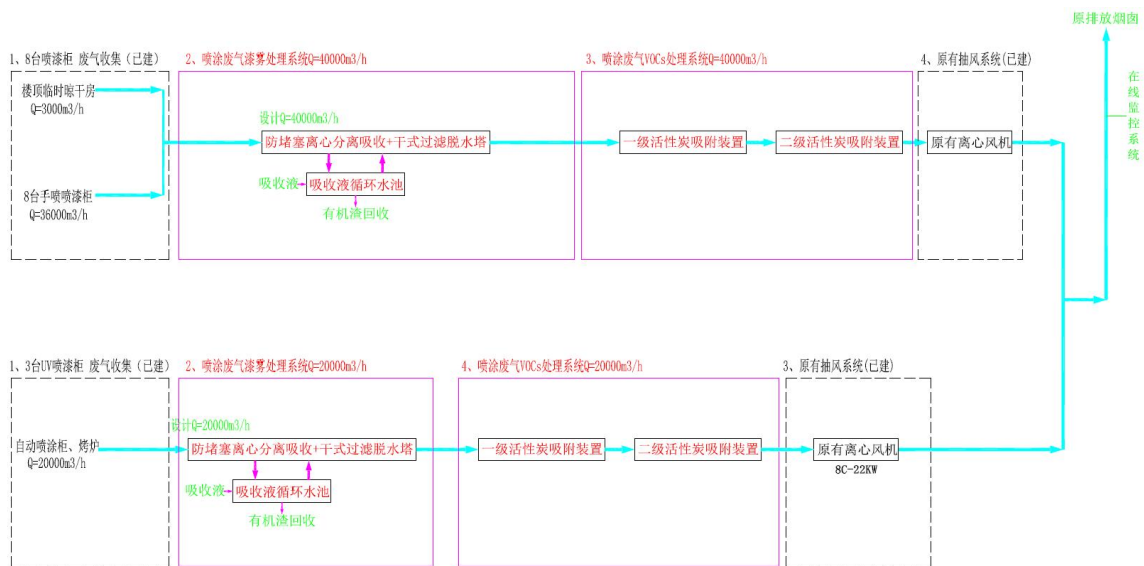 原排放烟囱
在线监控系统
1、8台喷漆柜 废气收集（已建）
2、喷涂废气漆雾处理系统Q=40000m3/h
3、喷涂废气VOCs处理系统Q=40000m3/h
4、原有抽风系统(已建)
楼顶临时晾干房
Q=3000m3/h
设计Q=40000m3/h
防堵塞离心分离吸收+干式过滤脱水塔
一级活性炭吸附装置
二级活性炭吸附装置
原有离心风机
吸收液
吸收液循环水池
有机渣回收
8台手喷喷漆柜
Q=36000m3/h
1、3台UV喷漆柜 废气收集（已建）
2、喷涂废气漆雾处理系统Q=20000m3/h
4、喷涂废气VOCs处理系统Q=20000m3/h
3、原有抽风系统(已建)
设计Q=20000m3/h
自动喷涂柜、烤炉
Q=20000m3/h
防堵塞离心分离吸收+干式过滤脱水塔
一级活性炭吸附装置
二级活性炭吸附装置
原有离心风机
8C-22KW
吸收液
吸收液循环水池
有机渣回收